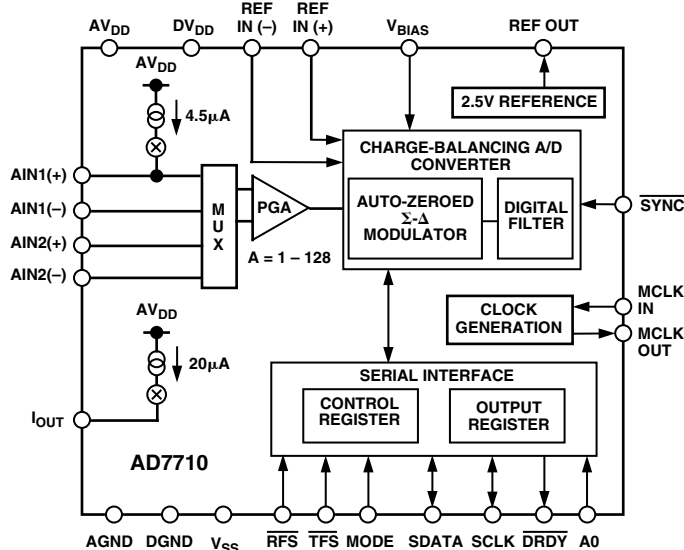 AVDD
DVDD
REF
IN (–)
REF
IN (+)
VBIAS
REF OUT
AVDD
4.5µA
2.5V REFERENCE
CHARGE-BALANCING A/D
CONVERTER
AUTO-ZEROED
Σ-Δ
MODULATOR
DIGITAL
FILTER
AIN1(+)
AIN1(–)
AIN2(+)
AIN2(–)
M
U
X
PGA
A = 1 – 128
SYNC
AVDD
20µA
IOUT
CLOCK
GENERATION
MCLK
IN
MCLK
OUT
SERIAL INTERFACE
CONTROL
REGISTER
OUTPUT
REGISTER
AD7710
AGND
DGND
VSS
RFS
TFS
MODE
SDATA
SCLK
DRDY
A0